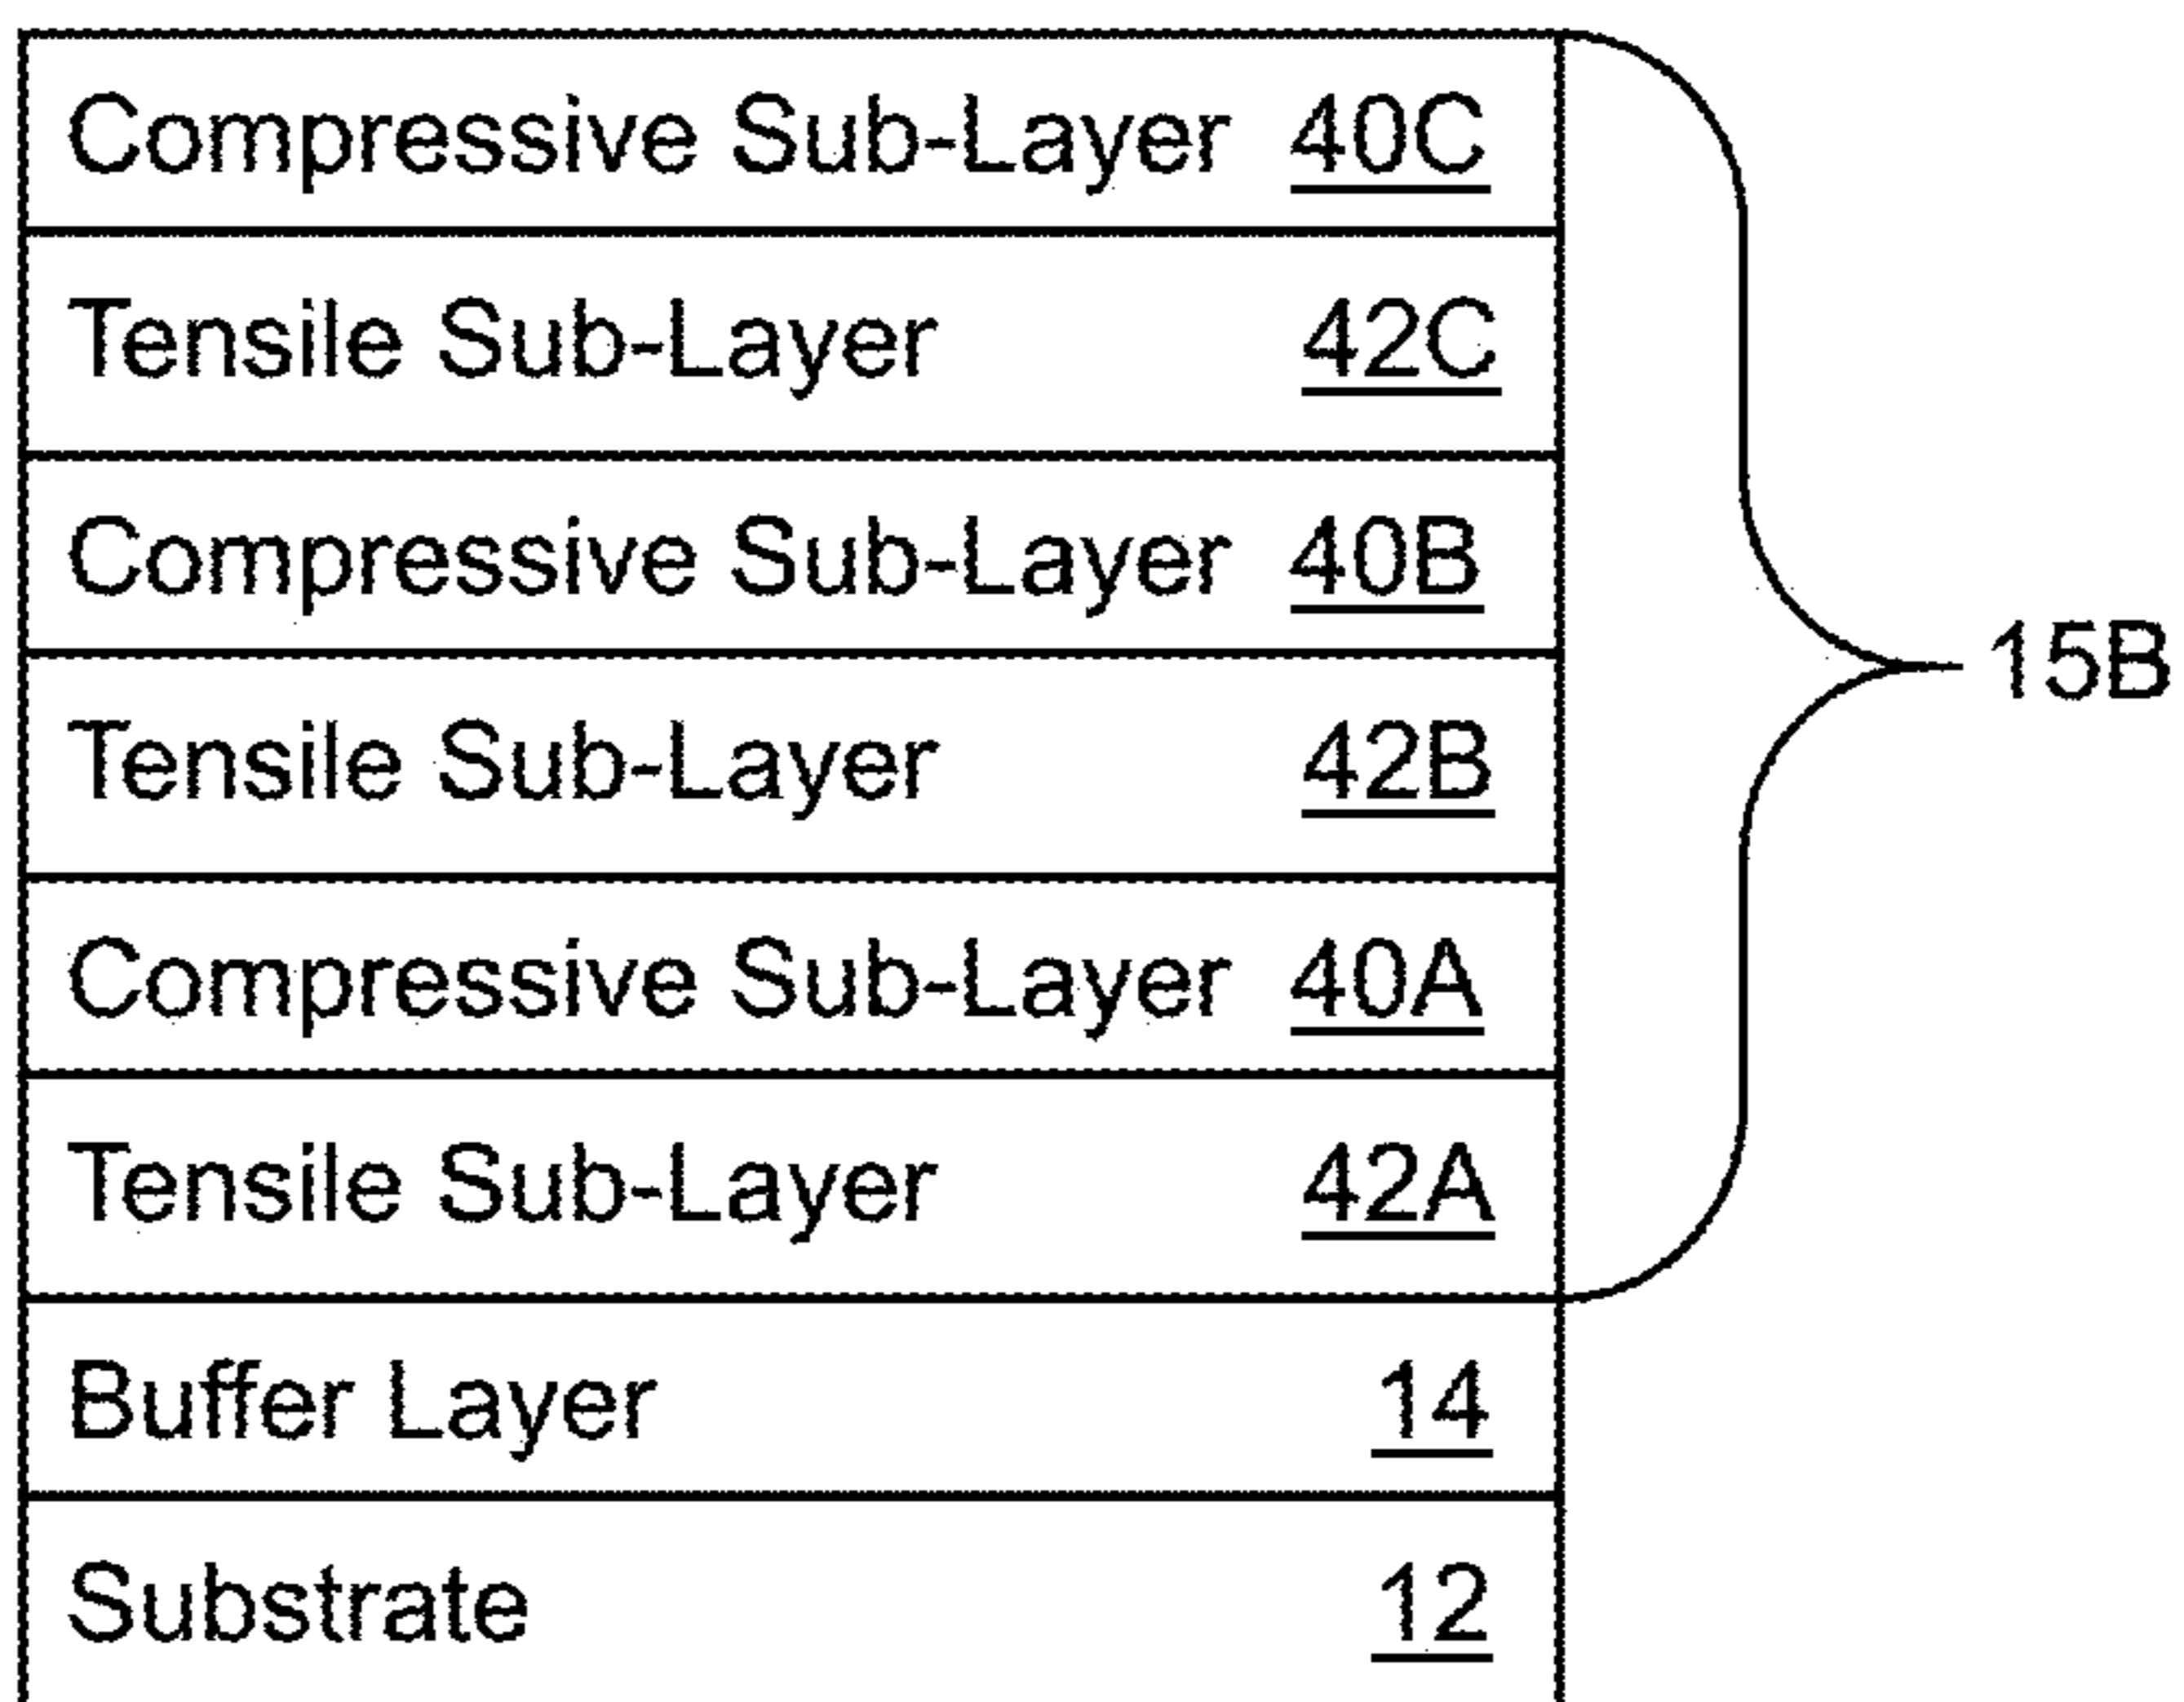 Compressive Sub-Layer 40C
Tensile Sub-Layer 42C
Compressive Sub-Layer 40B
15B
Tensile Sub-Layer 42B
Compressive Sub-Layer 40A
Tensile Sub-Layer 42A
Buffer Layer 14
Substrate 12